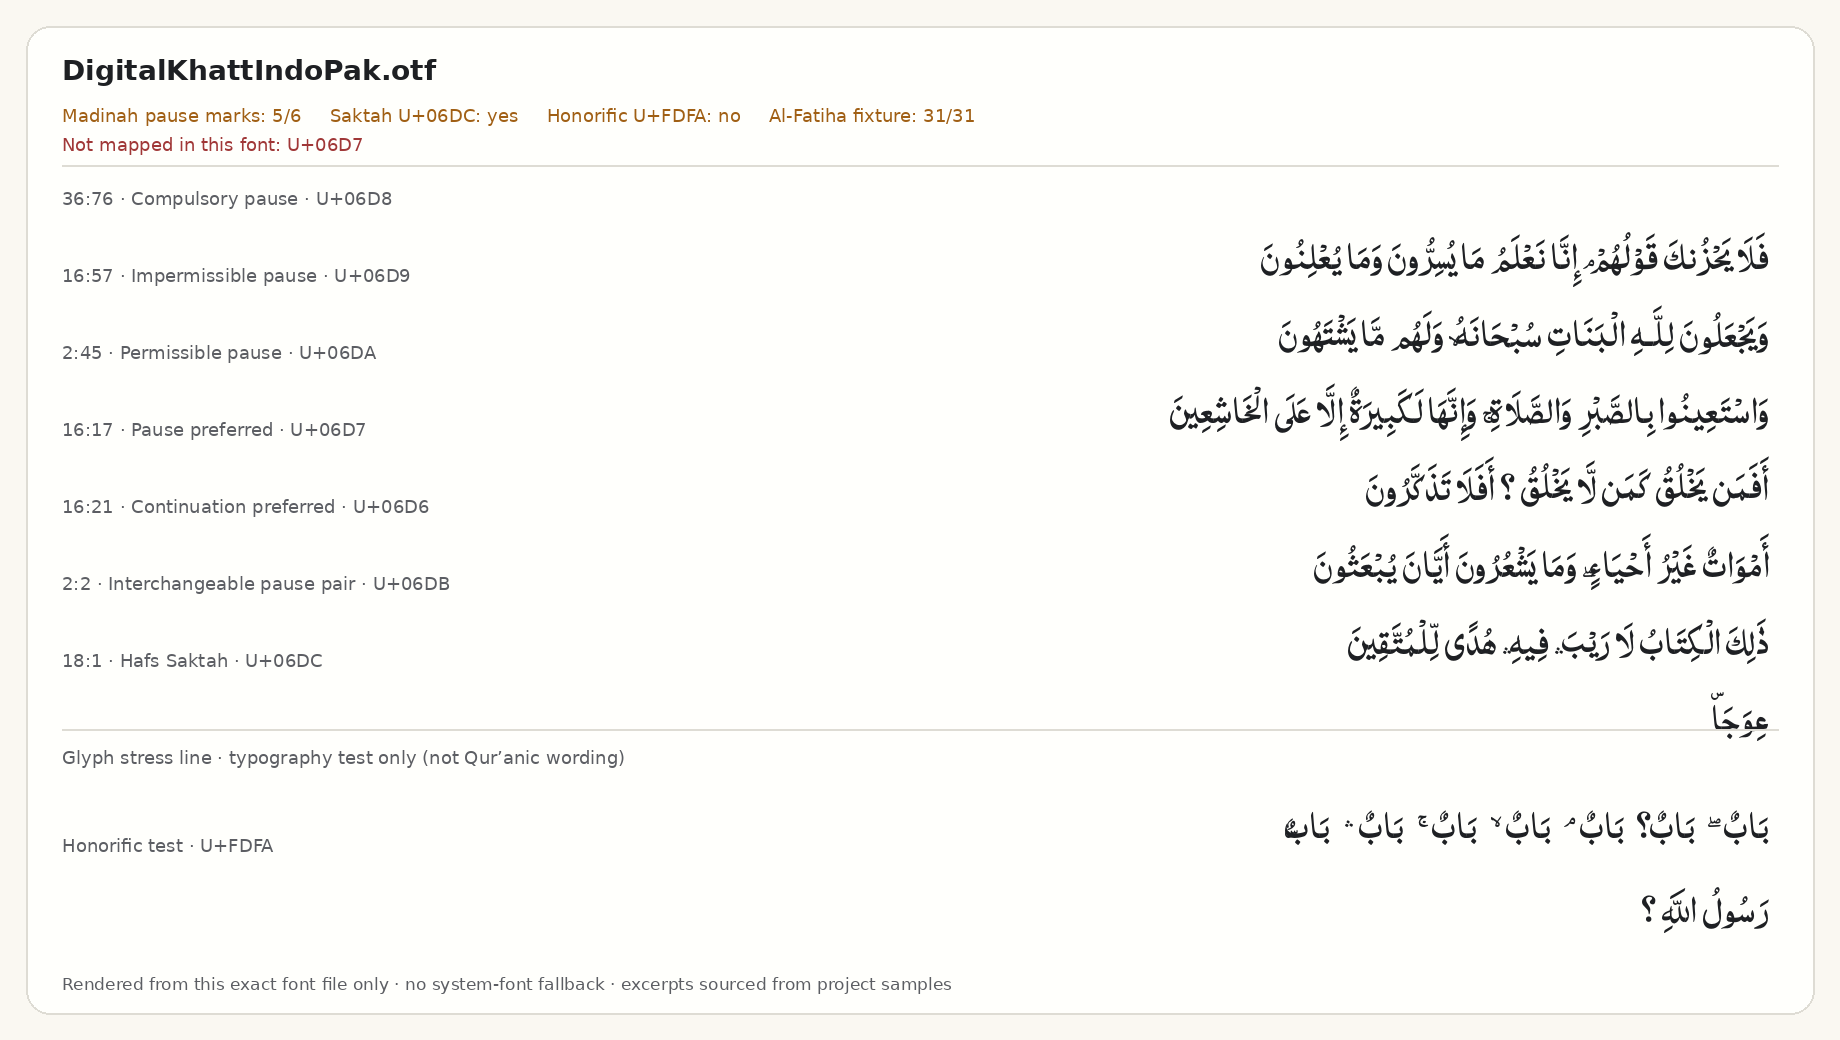 DigitalKhattIndoPak.otf
Madinah pause marks: 5/6 Saktah U+06DC: yes Honorific U+FDFA: no Al-Fatiha fixture: 31/31
Not mapped in this font: U+06D7
36:76 · Compulsory pause · U+06D8
فَلَا يَحْزُنكَ قَوْلُهُمْۘ إِنَّا نَعْلَمُ مَا يُسِرُّونَ وَمَا يُعْلِنُونَ
16:57 · Impermissible pause · U+06D9
وَيَجْعَلُونَ لِلَّـهِ الْبَنَاتِ سُبْحَانَهُۙ وَلَهُم مَّا يَشْتَهُونَ
2:45 · Permissible pause · U+06DA
وَاسْتَعِينُوا بِالصَّبْرِ وَالصَّلَاةِۚ وَإِنَّهَا لَكَبِيرَةٌ إِلَّا عَلَى الْخَاشِعِينَ
16:17 · Pause preferred · U+06D7
أَفَمَن يَخْلُقُ كَمَن لَّا يَخْلُقُ ؟ أَفَلَا تَذَكَّرُونَ
16:21 · Continuation preferred · U+06D6
أَمْوَاتٌ غَيْرُ أَحْيَاءٍۖ وَمَا يَشْعُرُونَ أَيَّانَ يُبْعَثُونَ
2:2 · Interchangeable pause pair · U+06DB
ذَٰلِكَ الْكِتَابُ لَا رَيْبَۛ فِيهِۛ هُدًى لِّلْمُتَّقِينَ
18:1 · Hafs Saktah · U+06DC
عِوَجَاۜ
Glyph stress line · typography test only (not Qur’anic wording)
بَابٌ ۖ بَابٌ؟ بَابٌ ۘ بَابٌ ۙ بَابٌ ۚ بَابٌ ۛ بَابٌۜ
Honorific test · U+FDFA
رَسُولُ اللَّهِ ؟
Rendered from this exact font file only · no system-font fallback · excerpts sourced from project samples